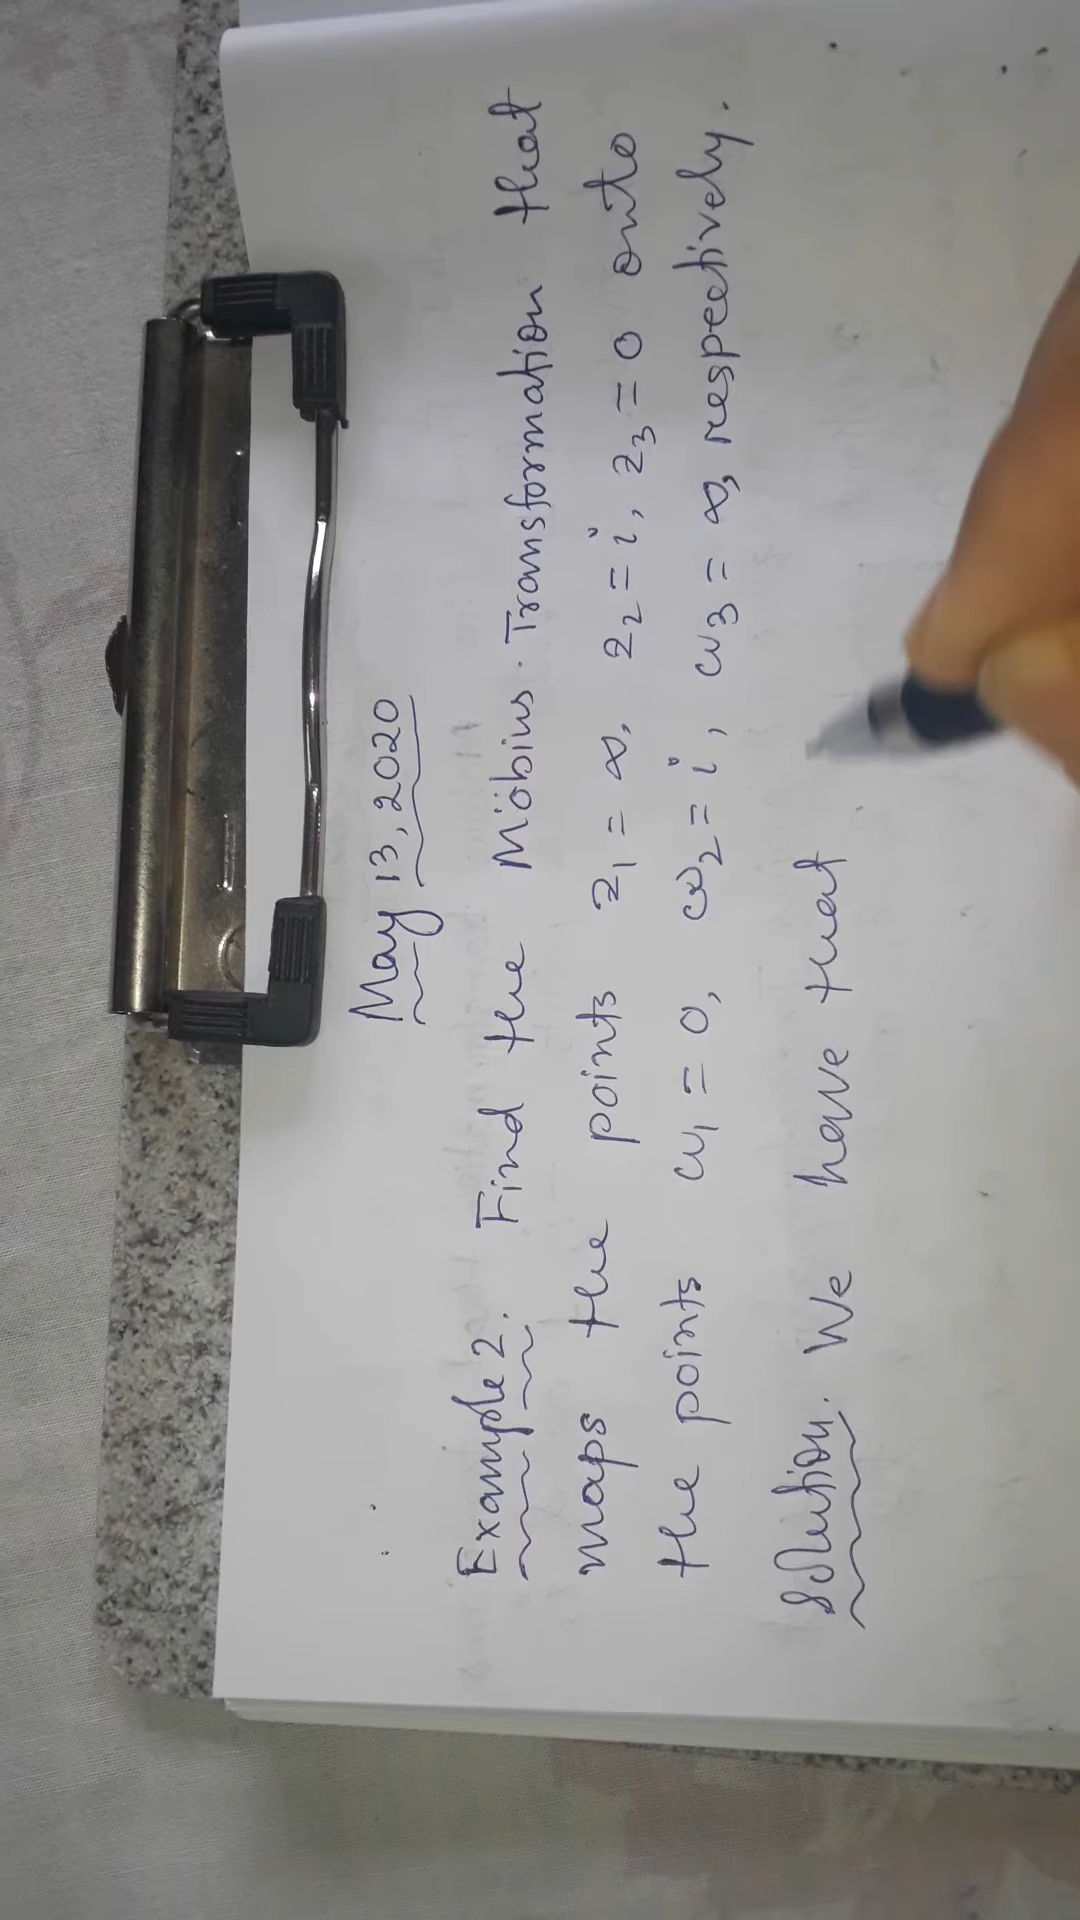 May 13, 2020
Example 2. Find the Möbius Transformation that
maps the points z₁ = ∞, z₂ = i, z₃ = 0 onto
the points w₁ = 0, w₂ = i, w₃ = ∞, respectively.
Solution. We have that